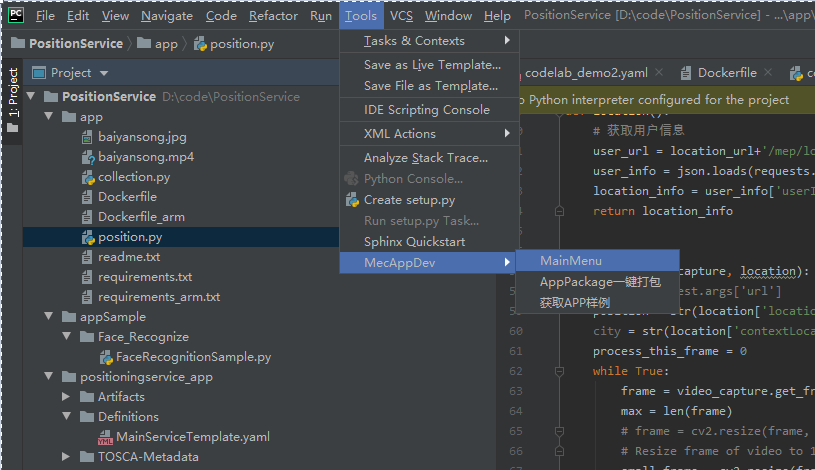 File Edit View Navigate Code Refactor Run Tools VCS Window Help PositionService [D:\code\PositionService] - ...\app\
PositionService app position.py
1: Project
Project
PositionService D:\code\PositionService
app
baiyansong.jpg
baiyansong.mp4
collection.py
Dockerfile
Dockerfile_arm
position.py
readme.txt
requirements.txt
requirements_arm.txt
appSample
Face_Recognize
FaceRecognitionSample.py
positioningservice_app
Artifacts
Definitions
MainServiceTemplate.yaml
TOSCA-Metadata
Tasks & Contexts
Save as Live Template...
Save File as Template...
IDE Scripting Console
XML Actions
Analyze Stack Trace...
Python Console...
Create setup.py
Run setup.py Task...
Sphinx Quickstart
MecAppDev
MainMenu
AppPackage一键打包
获取APP样例
codelab_demo2.yaml Dockerfile
Python interpreter configured for the project
# 获取用户信息
user_url = location_url+'/mep/lo
user_info = json.loads(requests.
location_info = user_info['userI
return location_info
capture, location):
est.args['url']
position = str(location['locatio
60 city = str(location['contextLoca
61 process_this_frame = 0
62 while True:
63 frame = video_capture.get_fr
64 max = len(frame)
65 # frame = cv2.resize(frame,
66 # Resize frame of video to 1